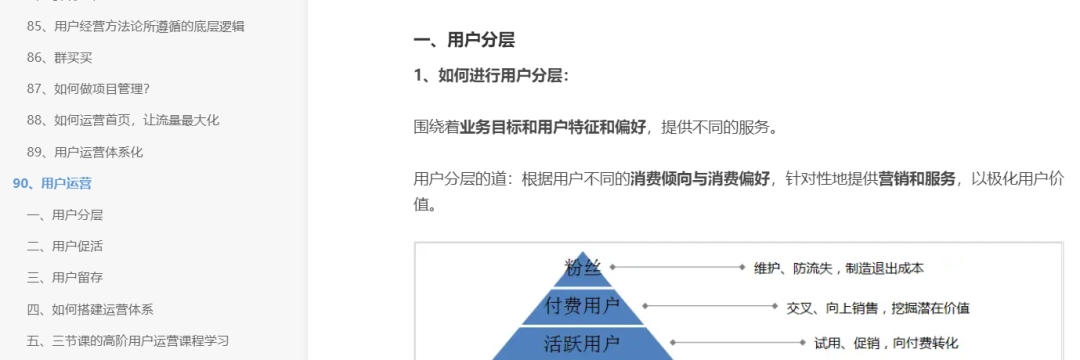 85、用户经营方法论所遵循的底层逻辑
86、群买买
87、如何做项目管理?
88、如何运营首页，让流量最大化
89、用户运营体系化
90、用户运营
一、用户分层
二、用户促活
三、用户留存
四、如何搭建运营体系
五、三节课的高阶用户运营课程学习
一、用户分层
1、如何进行用户分层：
围绕着业务目标和用户特征和偏好，提供不同的服务。
用户分层的道：根据用户不同的消费倾向与消费偏好，针对性地提供营销和服务，以极化用户价
值。
粉丝
维护、防流失，制造退出成本
付费用户
交叉、向上销售，挖掘潜在价值
活跃用户
试用、促销，向付费转化